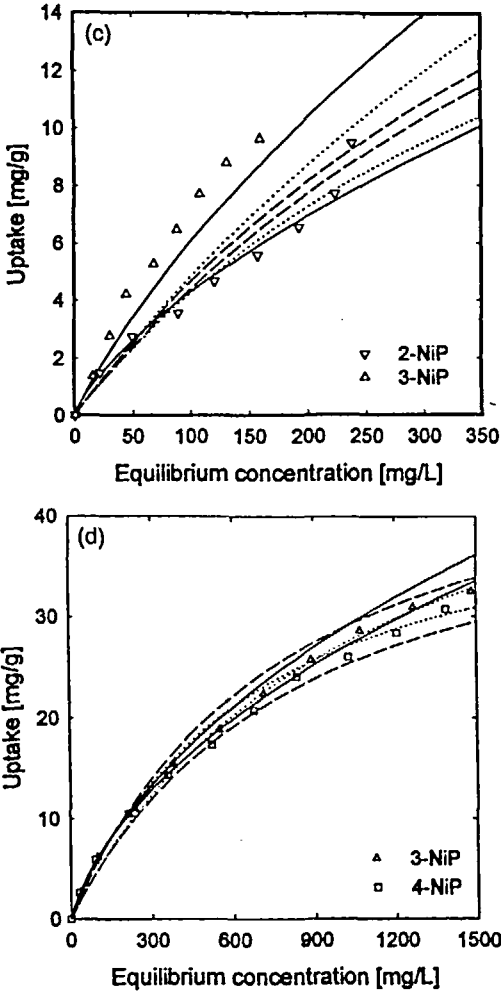 14
(c)
12
10
8
6
4
2
0
Uptake [mg/g]
▽ 2-NiP
△ 3-NiP
0 50 100 150 200 250 300 350
Equilibrium concentration [mg/L]
40
(d)
30
20
10
0
Uptake [mg/g]
△ 3-NiP
□ 4-NiP
0 300 600 900 1200 1500
Equilibrium concentration [mg/L]